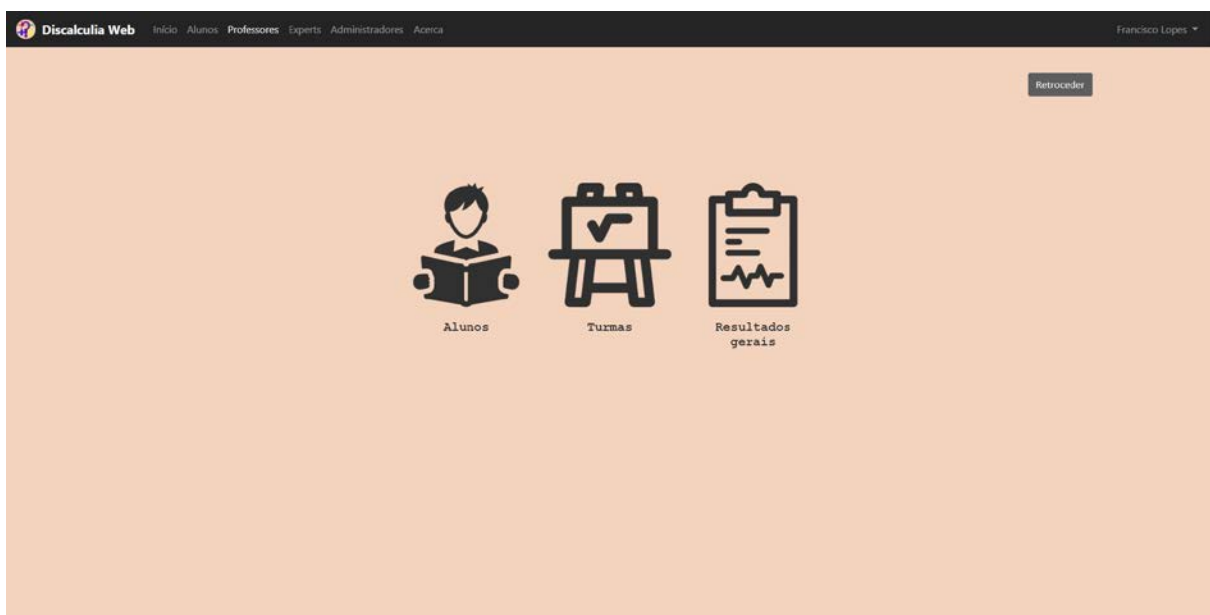 Discalculia Web Início Alunos Professores Experts Administradores Acerca Francisco Lopes
Retroceder
Alunos Turmas Resultados
gerais